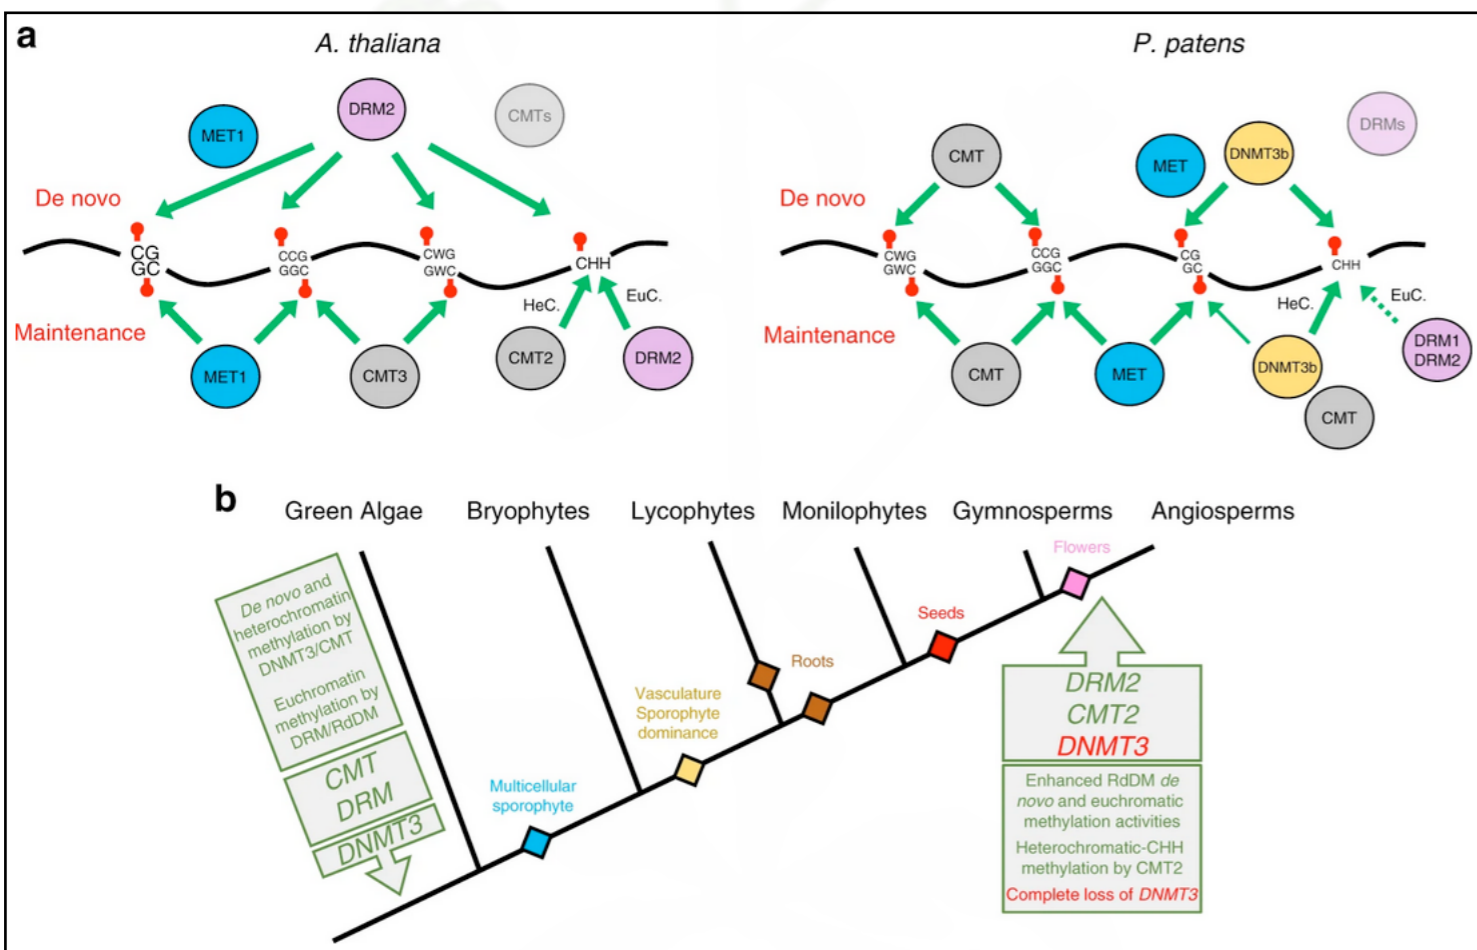 a
A. thaliana
P. patens
MET1
DRM2
CMTs
De novo
CG
GC
CCG
GGC
CWG
GWC
CHH
HeC.
EuC.
Maintenance
MET1
CMT3
CMT2
DRM2
CMT
MET
DNMT3b
DRMs
De novo
CWG
GWC
CCG
GGC
CG
GC
CHH
HeC.
EuC.
Maintenance
CMT
MET
DNMT3b
CMT
DRM1
DRM2
b
Green Algae
Bryophytes
Lycophytes
Monilophytes
Gymnosperms
Angiosperms
De novo and
heterochromatin
methylation by
DNMT3/CMT
Euchromatin
methylation by
DRM/RdDM
CMT
DRM
DNMT3
Multicellular
sporophyte
Vasculature
Sporophyte
dominance
Roots
Seeds
Flowers
DRM2
CMT2
DNMT3
Enhanced RdDM de
novo and euchromatic
methylation activities
Heterochromatic-CHH
methylation by CMT2
Complete loss of DNMT3